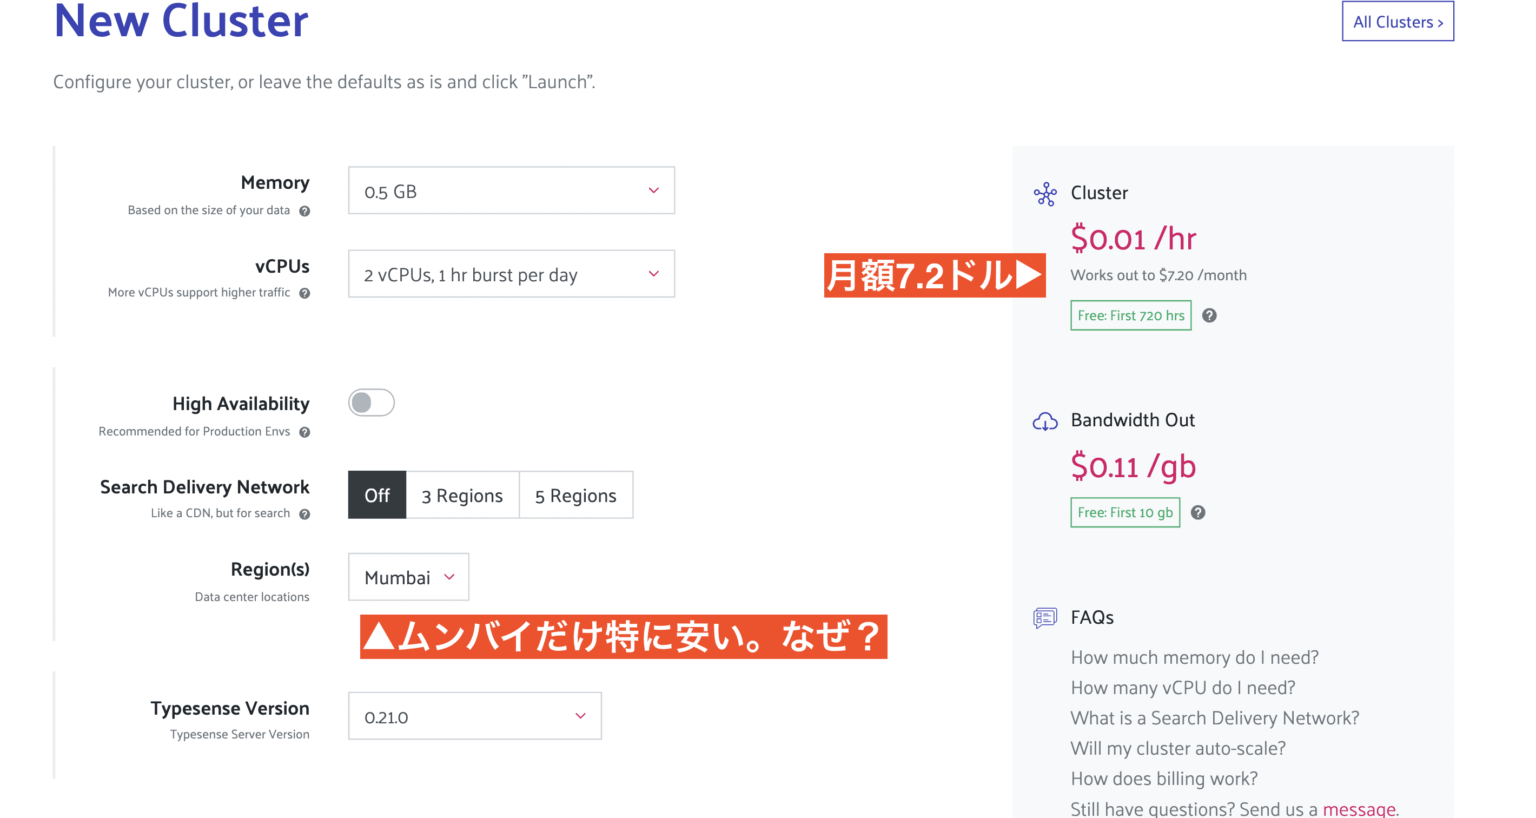 New Cluster
All Clusters ›
Configure your cluster, or leave the defaults as is and click "Launch".
Memory
Based on the size of your data
0.5 GB
vCPUs
More vCPUs support higher traffic
2 vCPUs, 1 hr burst per day
High Availability
Recommended for Production Envs
Search Delivery Network
Like a CDN, but for search
Off
3 Regions
5 Regions
Region(s)
Data center locations
Mumbai
▲ムンバイだけ特に安い。なぜ？
Typesense Version
Typesense Server Version
0.21.0
Cluster
$0.01 /hr
月額7.2ドル▶
Works out to $7.20 /month
Free: First 720 hrs
Bandwidth Out
$0.11 /gb
Free: First 10 gb
FAQs
How much memory do I need?
How many vCPU do I need?
What is a Search Delivery Network?
Will my cluster auto-scale?
How does billing work?
Still have questions? Send us a message.